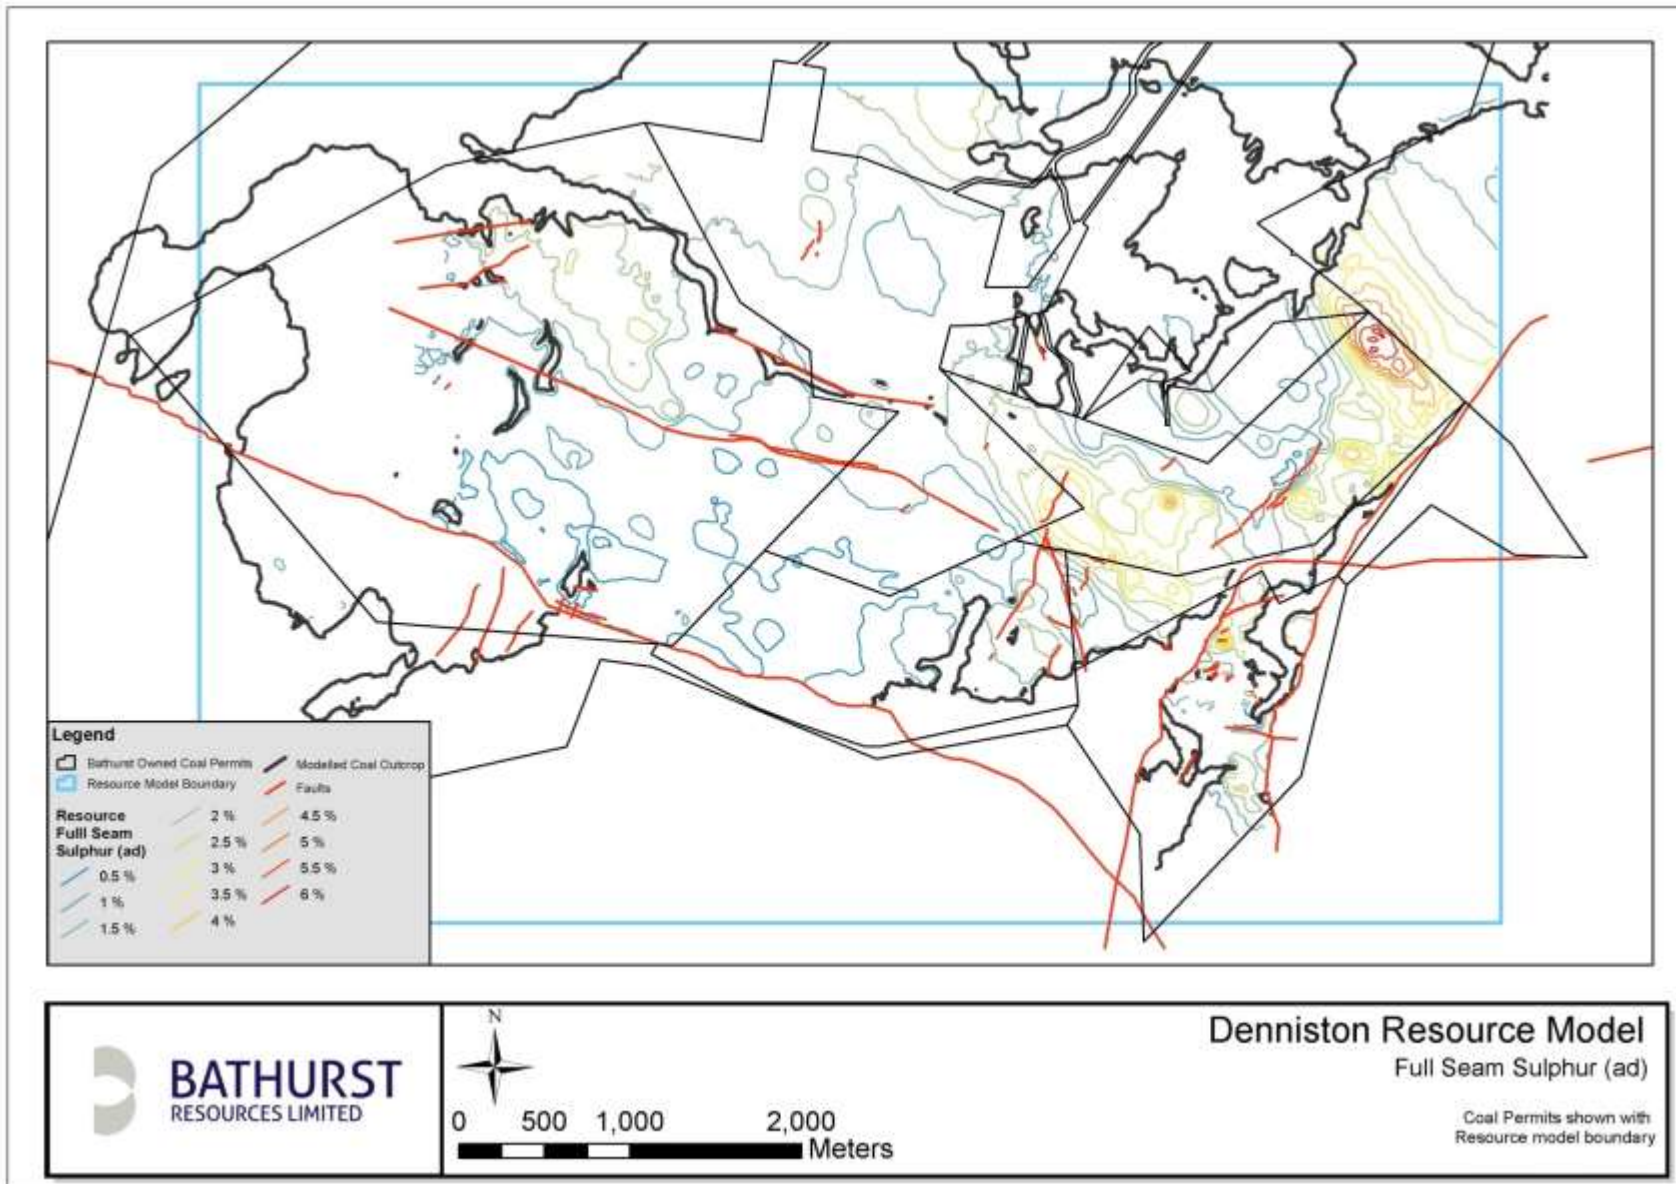 Legend
Bathurst Owned Coal Permits
Resource Model Boundary
Modelled Coal Outcrop
Faults
Resource
Fulll Seam
Sulphur (ad)
0.5 %
1 %
1.5 %
2 %
2.5 %
3 %
3.5 %
4 %
4.5 %
5 %
5.5 %
6 %
BATHURST
RESOURCES LIMITED
N
0 500 1,000 2,000
Meters
Denniston Resource Model
Full Seam Sulphur (ad)
Coal Permits shown with
Resource model boundary